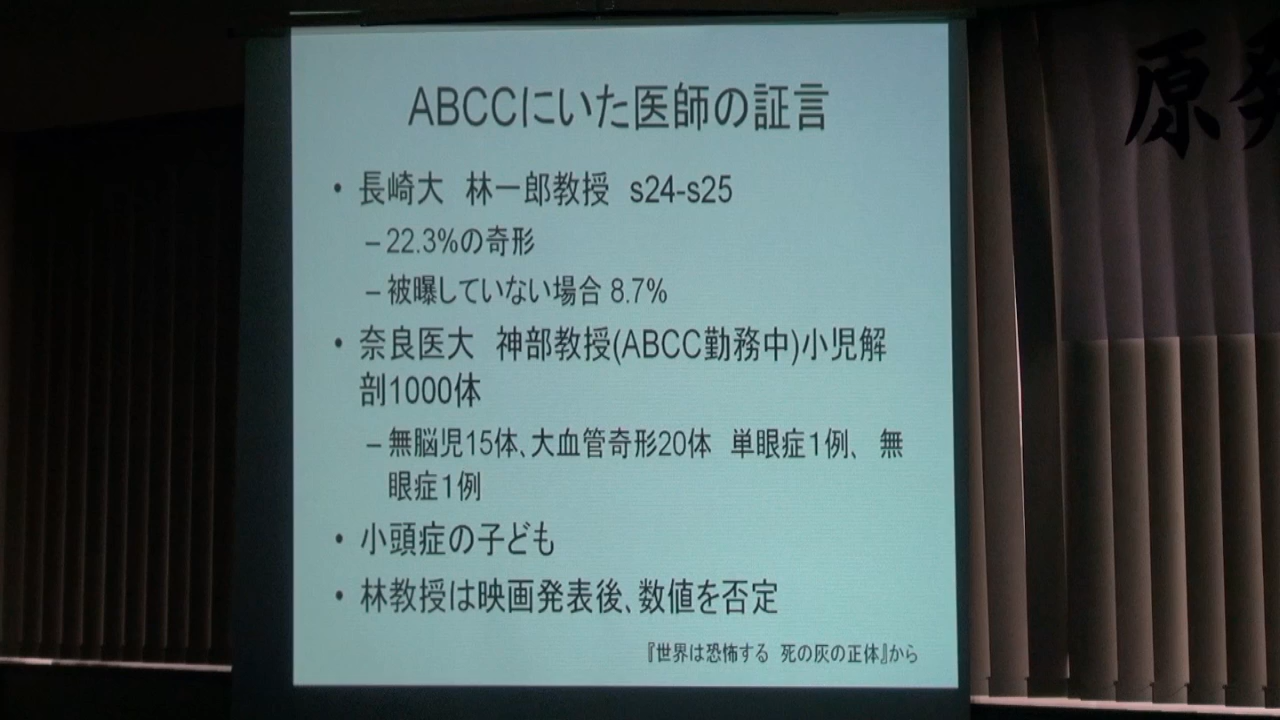 ABCCにいた医師の証言
• 長崎大　林一郎教授　s24-s25
– 22.3%の奇形
– 被曝していない場合 8.7%
• 奈良医大　神部教授(ABCC勤務中)小児解
剖1000体
– 無脳児15体、大血管奇形20体　単眼症1例、 無
眼症1例
• 小頭症の子ども
• 林教授は映画発表後、数値を否定
『世界は恐怖する　死の灰の正体』から
原発